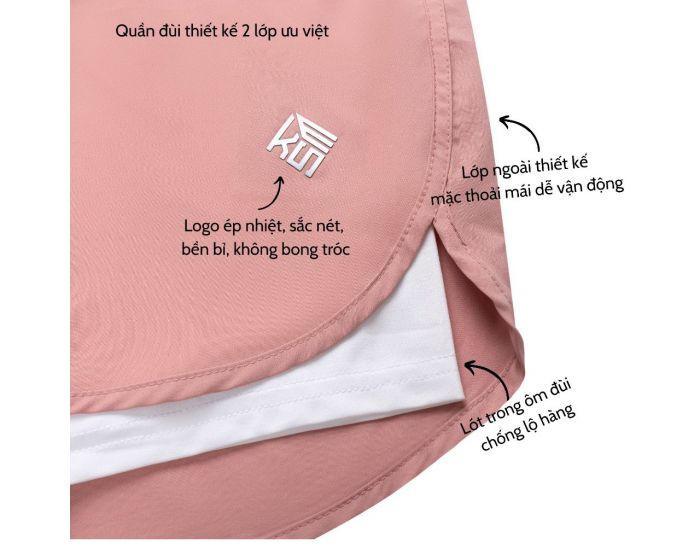 Quần đùi thiết kế 2 lớp ưu việt
Lớp ngoài thiết kế
mặc thoải mái dễ vận động
Logo ép nhiệt, sắc nét,
bền bỉ, không bong tróc
Lót trong ôm đùi
chống lộ hàng